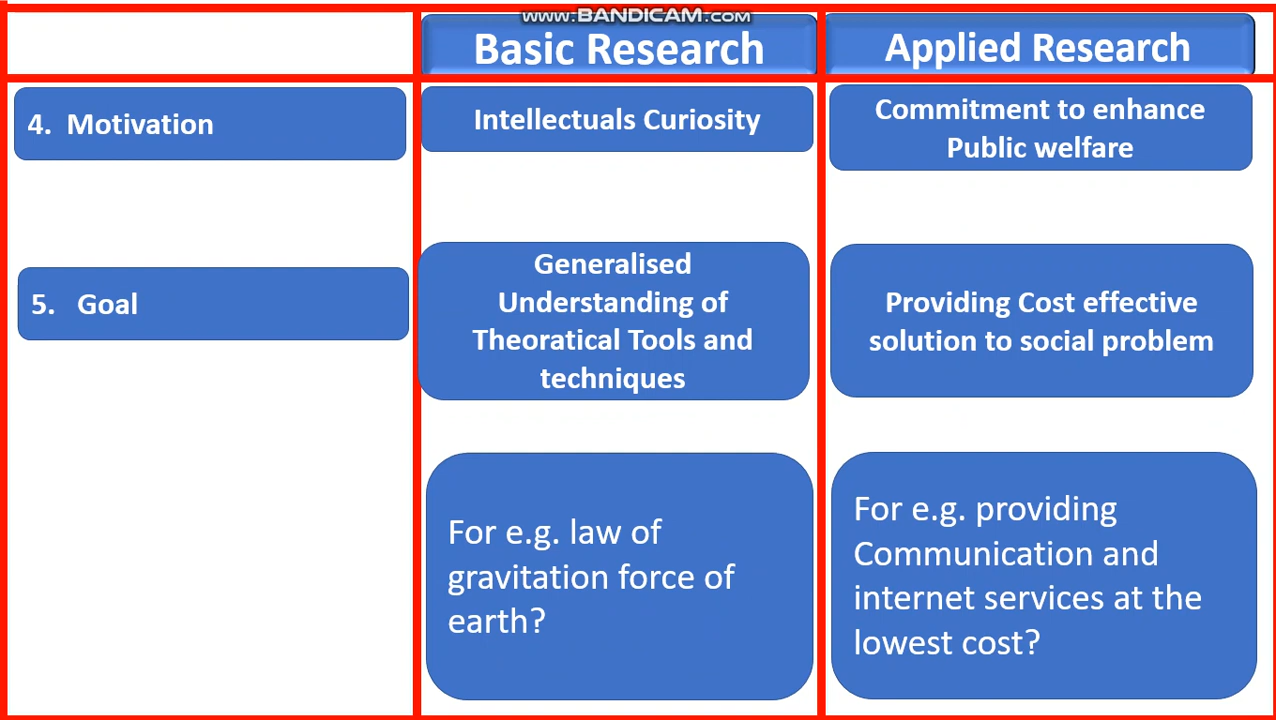 www.BANDICAM.com
Basic Research
Applied Research
4. Motivation
Intellectuals Curiosity
Commitment to enhance
Public welfare
5. Goal
Generalised
Understanding of
Theoratical Tools and
techniques
Providing Cost effective
solution to social problem
For e.g. law of
gravitation force of
earth?
For e.g. providing
Communication and
internet services at the
lowest cost?